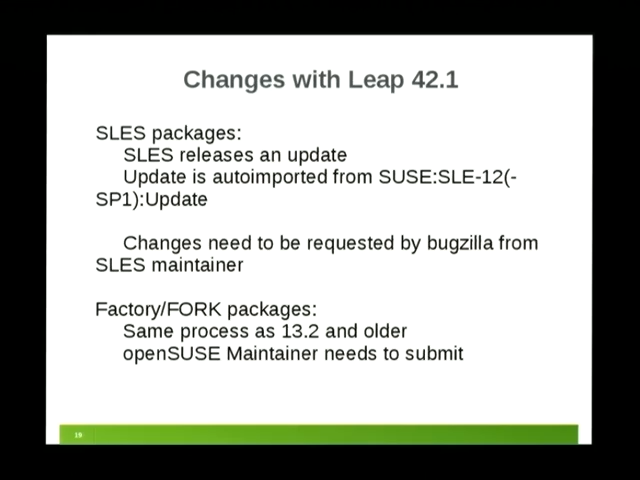 Changes with Leap 42.1
SLES packages:
SLES releases an update
Update is autoimported from SUSE:SLE-12(-
SP1):Update
Changes need to be requested by bugzilla from
SLES maintainer
Factory/FORK packages:
Same process as 13.2 and older
openSUSE Maintainer needs to submit
19